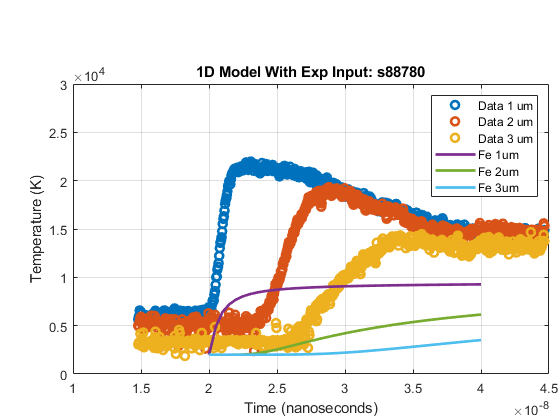 1D Model With Exp Input: s88780
×10⁴
3
2.5
2
1.5
1
0.5
0
Temperature (K)
Data 1 um
Data 2 um
Data 3 um
Fe 1um
Fe 2um
Fe 3um
1 1.5 2 2.5 3 3.5 4 4.5
Time (nanoseconds)
×10⁻⁸